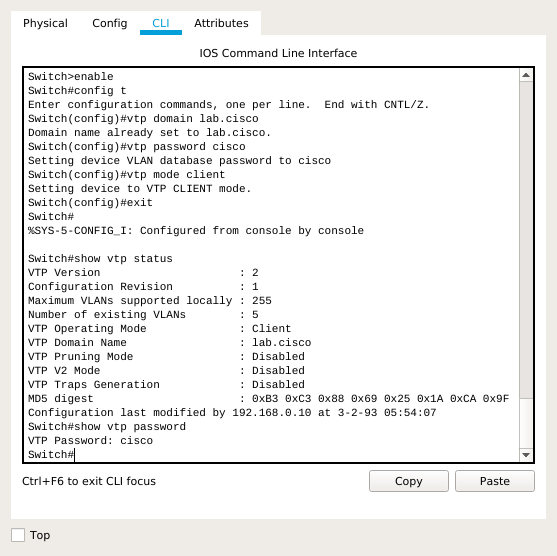 Physical Config CLI Attributes
IOS Command Line Interface
Switch>enable
Switch#config t
Enter configuration commands, one per line.  End with CNTL/Z.
Switch(config)#vtp domain lab.cisco
Domain name already set to lab.cisco.
Switch(config)#vtp password cisco
Setting device VLAN database password to cisco
Switch(config)#vtp mode client
Setting device to VTP CLIENT mode.
Switch(config)#exit
Switch#
%SYS-5-CONFIG_I: Configured from console by console
Switch#show vtp status
VTP Version                     : 2
Configuration Revision          : 1
Maximum VLANs supported locally : 255
Number of existing VLANs        : 5
VTP Operating Mode              : Client
VTP Domain Name                 : lab.cisco
VTP Pruning Mode                : Disabled
VTP V2 Mode                     : Disabled
VTP Traps Generation            : Disabled
MD5 digest                      : 0xB3 0xC3 0x88 0x69 0x25 0x1A 0xCA 0x9F
Configuration last modified by 192.168.0.10 at 3-2-93 05:54:07
Switch#show vtp password
VTP Password: cisco
Switch#
Ctrl+F6 to exit CLI focus Copy Paste
Top